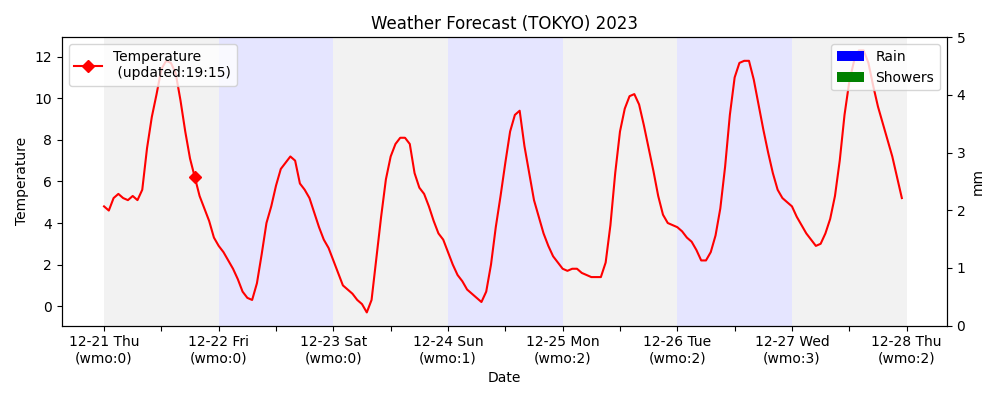 Weather Forecast (TOKYO) 2023
Temperature
(updated:19:15)
Rain
Showers
12
10
8
6
4
2
0
Temperature
5
4
3
2
1
0
mm
12-21 Thu
(wmo:0)
12-22 Fri
(wmo:0)
12-23 Sat
(wmo:0)
12-24 Sun
(wmo:1)
12-25 Mon
(wmo:2)
12-26 Tue
(wmo:2)
12-27 Wed
(wmo:3)
12-28 Thu
(wmo:2)
Date